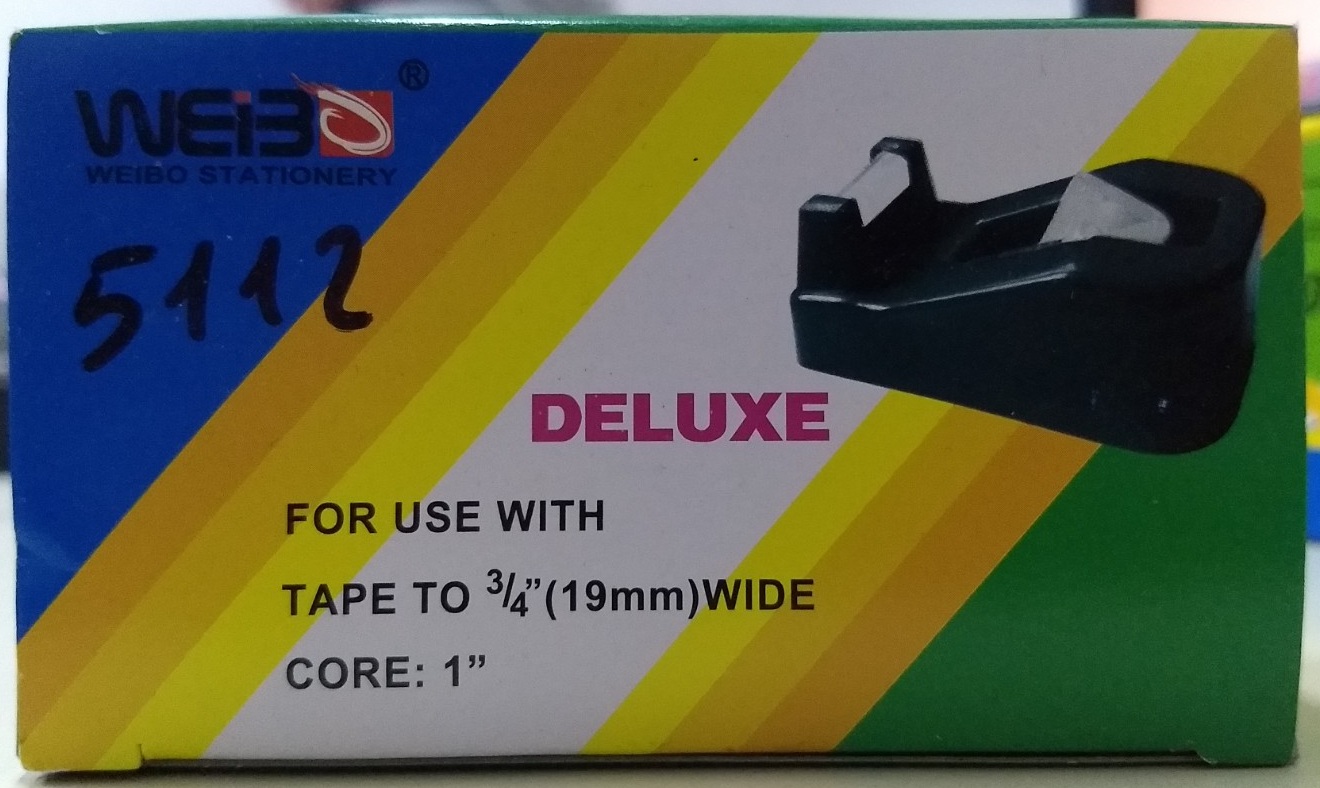 WEiBO®
WEIBO STATIONERY
5112
DELUXE
FOR USE WITH
TAPE TO 3/4”(19mm)WIDE
CORE: 1”